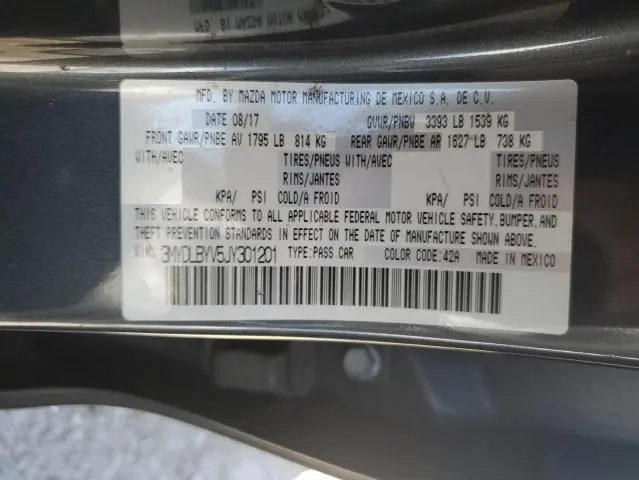 MFD. BY MAZDA MOTOR MANUFACTURING DE MEXICO S.A. DE C.V.
DATE 08/17 GVWR/PNBV 3393 LB 1539 KG
FRONT GAWR/PNBE AV 1795 LB 814 KG REAR GAWR/PNBE AR 1627 LB 738 KG
WITH/AVEC TIRES/PNEUS WITH/AVEC TIRES/PNEUS
RIMS/JANTES RIMS/JANTES
KPA/ PSI COLD/A FROID KPA/ PSI COLD/A FROID
THIS VEHICLE CONFORMS TO ALL APPLICABLE FEDERAL MOTOR VEHICLE SAFETY, BUMPER, AND
THEFT PREVENTION STANDARDS IN EFFECT ON THE DATE OF MANUFACTURE SHOWN ABOVE.
3MYDLBYV5JY301201 TYPE: PASS CAR COLOR CODE: 42A MADE IN MEXICO